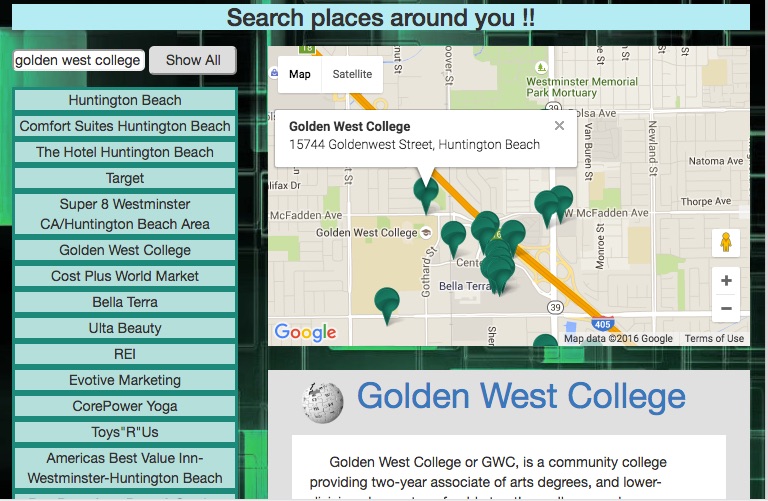 Search places around you !!
golden west college
Show All
Huntington Beach
Comfort Suites Huntington Beach
The Hotel Huntington Beach
Target
Super 8 Westminster
CA/Huntington Beach Area
Golden West College
Cost Plus World Market
Bella Terra
Ulta Beauty
REI
Evotive Marketing
CorePower Yoga
Toys"R"Us
Americas Best Value Inn-
Westminster-Huntington Beach
Map
Satellite
Westminster Memorial
Park Mortuary
39
Bolsa Ave
Hoover St
Van Buren St
Newland St
Golden West College
15744 Goldenwest Street, Huntington Beach
Natoma Ave
Thorpe Ave
McFadden Ave
W McFadden Ave
Golden West College
Gothard St
Monroe St
Bella Terra
39
405
Google
Map data ©2016 Google
Terms of Use
Golden West College
Golden West College or GWC, is a community college
providing two-year associate of arts degrees, and lower-